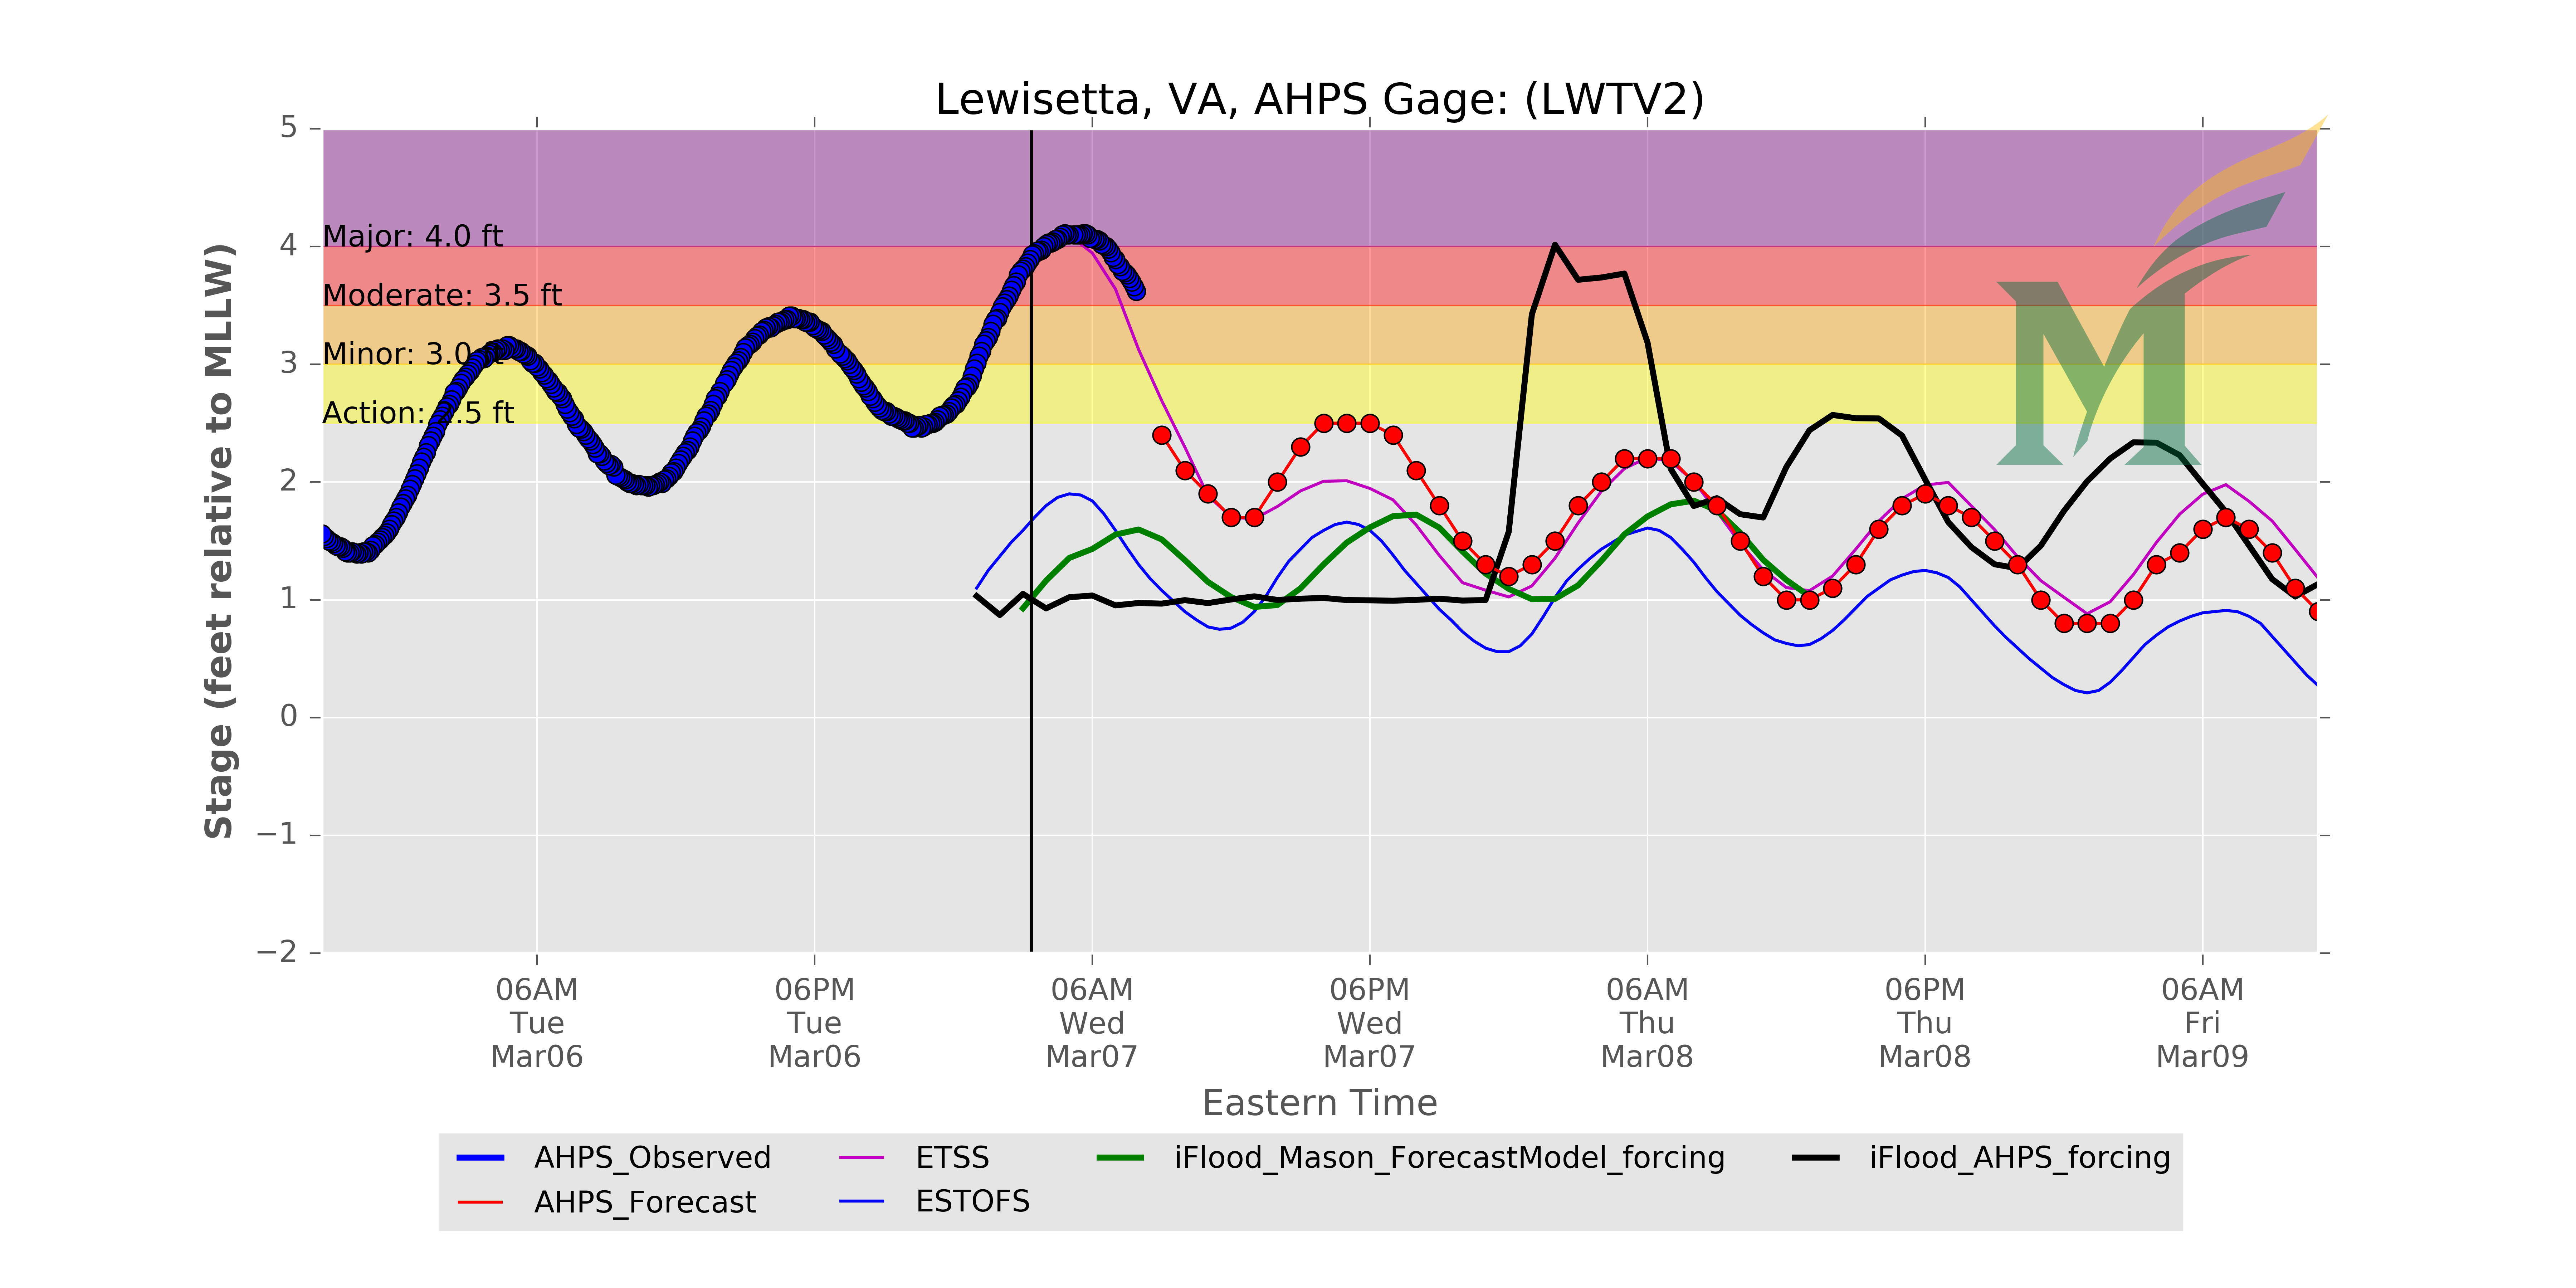 Lewisetta, VA, AHPS Gage: (LWTV2)
5
4
3
2
1
0
−1
−2
Stage (feet relative to MLLW)
Major: 4.0 ft
Moderate: 3.5 ft
Minor: 3.0
Action: 2.5 ft
06AM
Tue
Mar06
06PM
Tue
Mar06
06AM
Wed
Mar07
06PM
Wed
Mar07
06AM
Thu
Mar08
06PM
Thu
Mar08
06AM
Fri
Mar09
Eastern Time
AHPS_Observed
AHPS_Forecast
ETSS
ESTOFS
iFlood_Mason_ForecastModel_forcing
iFlood_AHPS_forcing
M